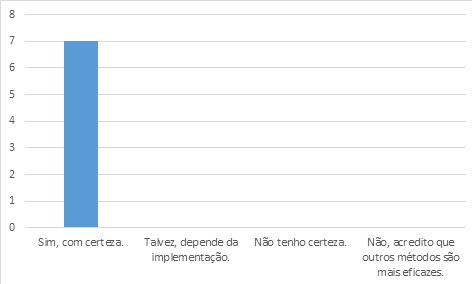 8
7
6
5
4
3
2
1
0
Sim, com certeza.
Talvez, depende da
implementação.
Não tenho certeza.
Não, acredito que
outros métodos são
mais eficazes.